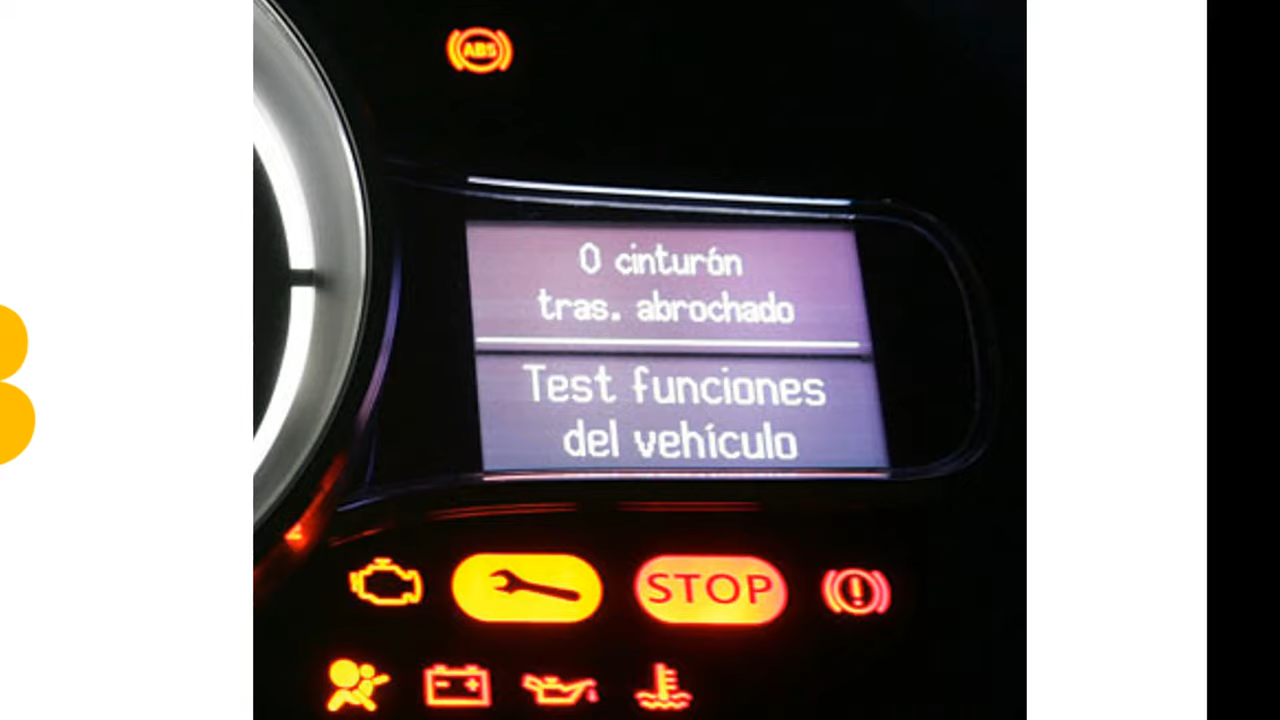 ABS
0 cinturón
tras. abrochado
Test funciones
del vehículo
STOP